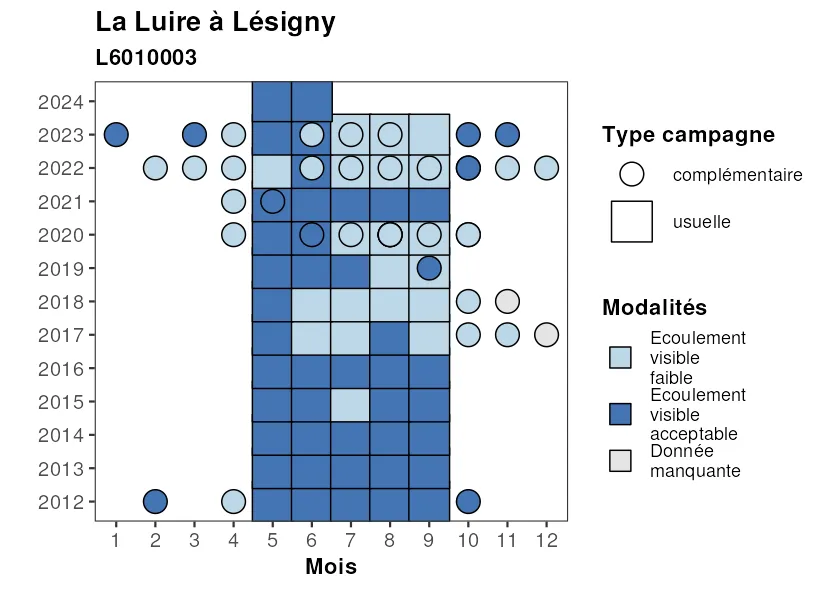 La Luire à Lésigny
L6010003
2024
2023
2022
2021
2020
2019
2018
2017
2016
2015
2014
2013
2012
1 2 3 4 5 6 7 8 9 10 11 12
Mois
Type campagne
complémentaire
usuelle
Modalités
Ecoulement
visible
faible
Ecoulement
visible
acceptable
Donnée
manquante